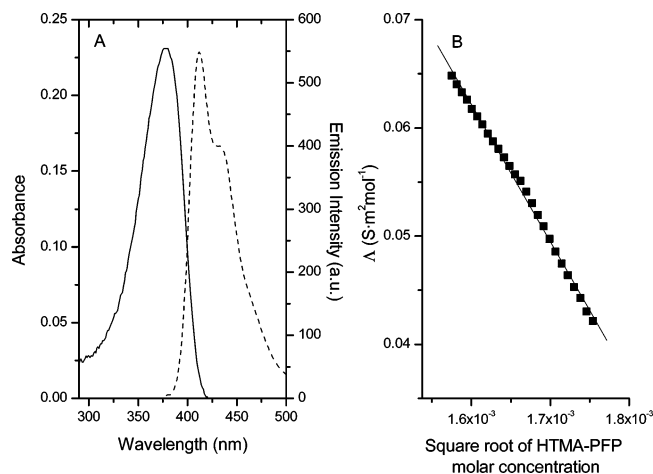 A
B
0.25
0.20
0.15
0.10
0.05
0.00
Absorbance
600
500
400
300
200
100
0
Emission Intensity (a.u.)
300
350
400
450
500
Wavelength (nm)
0.07
0.06
0.05
0.04
Λ (S·m²mol⁻¹)
1.6x10⁻³
1.7x10⁻³
1.8x10⁻³
Square root of HTMA-PFP
molar concentration